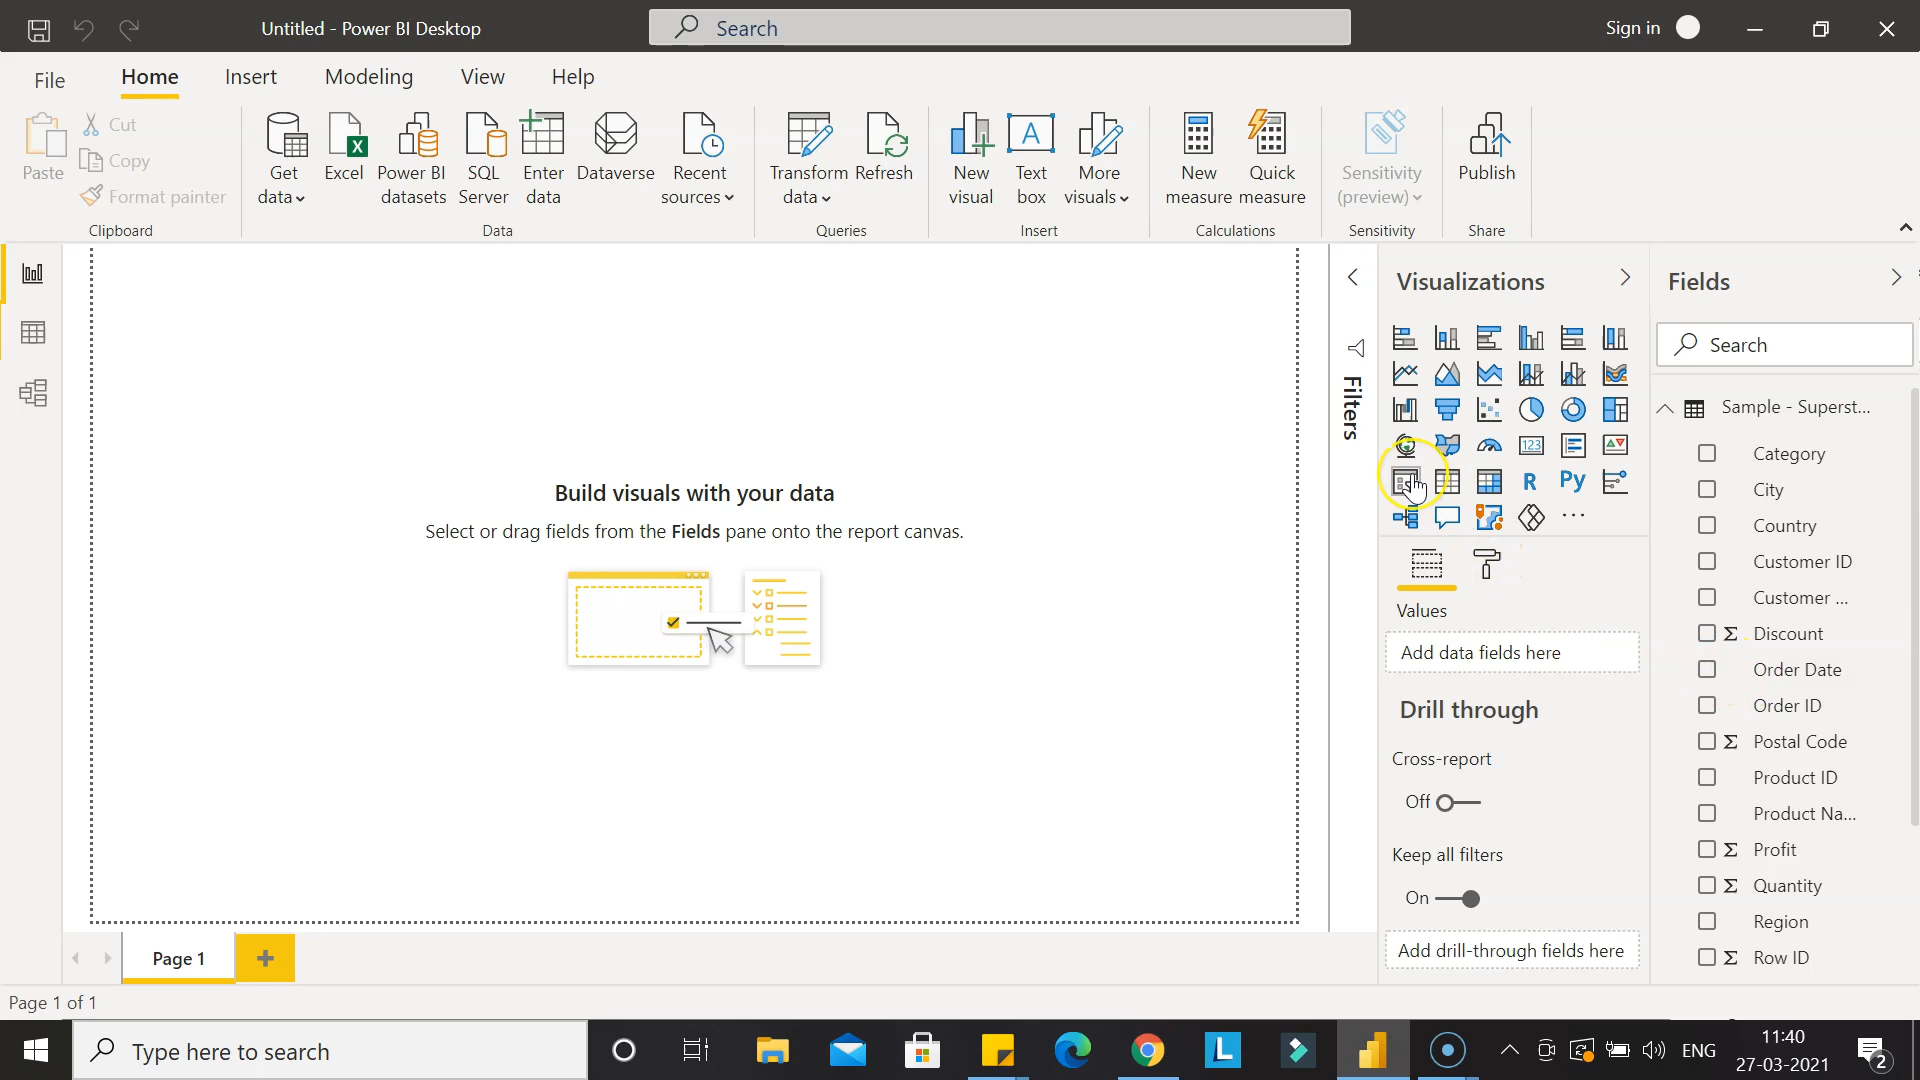 Untitled - Power BI Desktop
Search
Sign in
File
Home
Insert
Modeling
View
Help
Paste
Cut
Copy
Format painter
Clipboard
Get data
Excel
Power BI datasets
SQL Server
Enter data
Dataverse
Recent sources
Data
Transform data
Refresh
Queries
New visual
A
Text box
More visuals
Insert
New measure
Quick measure
Calculations
Sensitivity (preview)
Sensitivity
Publish
Share
Build visuals with your data
Select or drag fields from the Fields pane onto the report canvas.
Filters
Visualizations
123
R
Py
Values
Add data fields here
Drill through
Cross-report
Off
Keep all filters
On
Add drill-through fields here
Fields
Search
Sample - Superst...
Category
City
Country
Customer ID
Customer ...
Σ Discount
Order Date
Order ID
Σ Postal Code
Product ID
Product Na...
Σ Profit
Σ Quantity
Region
Σ Row ID
Page 1
Page 1 of 1
Type here to search
L
ENG
11:40
27-03-2021
2